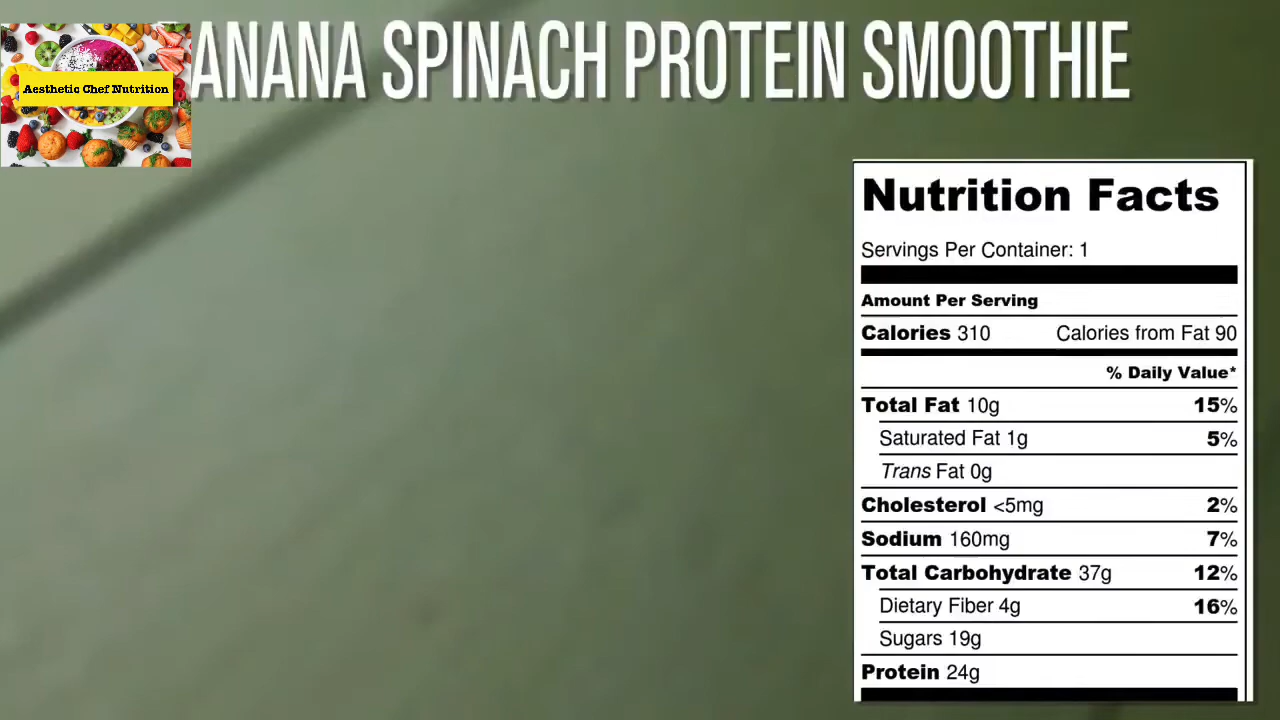 ANANA SPINACH PROTEIN SMOOTHIE
Aesthetic Chef Nutrition
Nutrition Facts
Servings Per Container: 1
Amount Per Serving
Calories 310 Calories from Fat 90
% Daily Value*
Total Fat 10g 15%
Saturated Fat 1g 5%
Trans Fat 0g
Cholesterol <5mg 2%
Sodium 160mg 7%
Total Carbohydrate 37g 12%
Dietary Fiber 4g 16%
Sugars 19g
Protein 24g